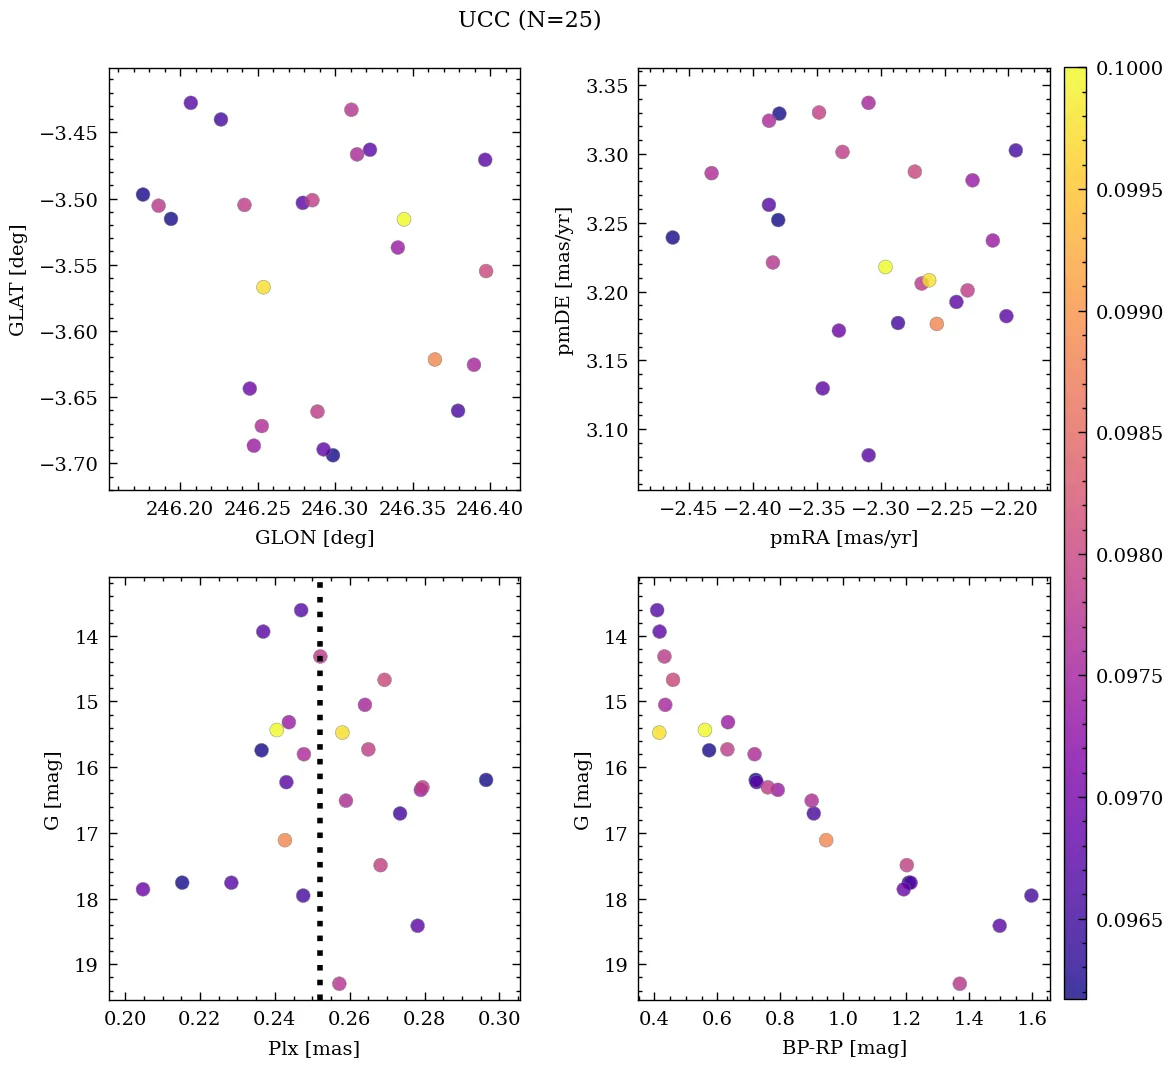 UCC (N=25)
−3.45
−3.50
−3.55
−3.60
−3.65
−3.70
GLAT [deg]
246.20 246.25 246.30 246.35 246.40
GLON [deg]
3.35
3.30
3.25
3.20
3.15
3.10
pmDE [mas/yr]
−2.45 −2.40 −2.35 −2.30 −2.25 −2.20
pmRA [mas/yr]
14
15
16
17
18
19
G [mag]
0.20 0.22 0.24 0.26 0.28 0.30
Plx [mas]
14
15
16
17
18
19
G [mag]
0.4 0.6 0.8 1.0 1.2 1.4 1.6
BP-RP [mag]
0.1000
0.0995
0.0990
0.0985
0.0980
0.0975
0.0970
0.0965